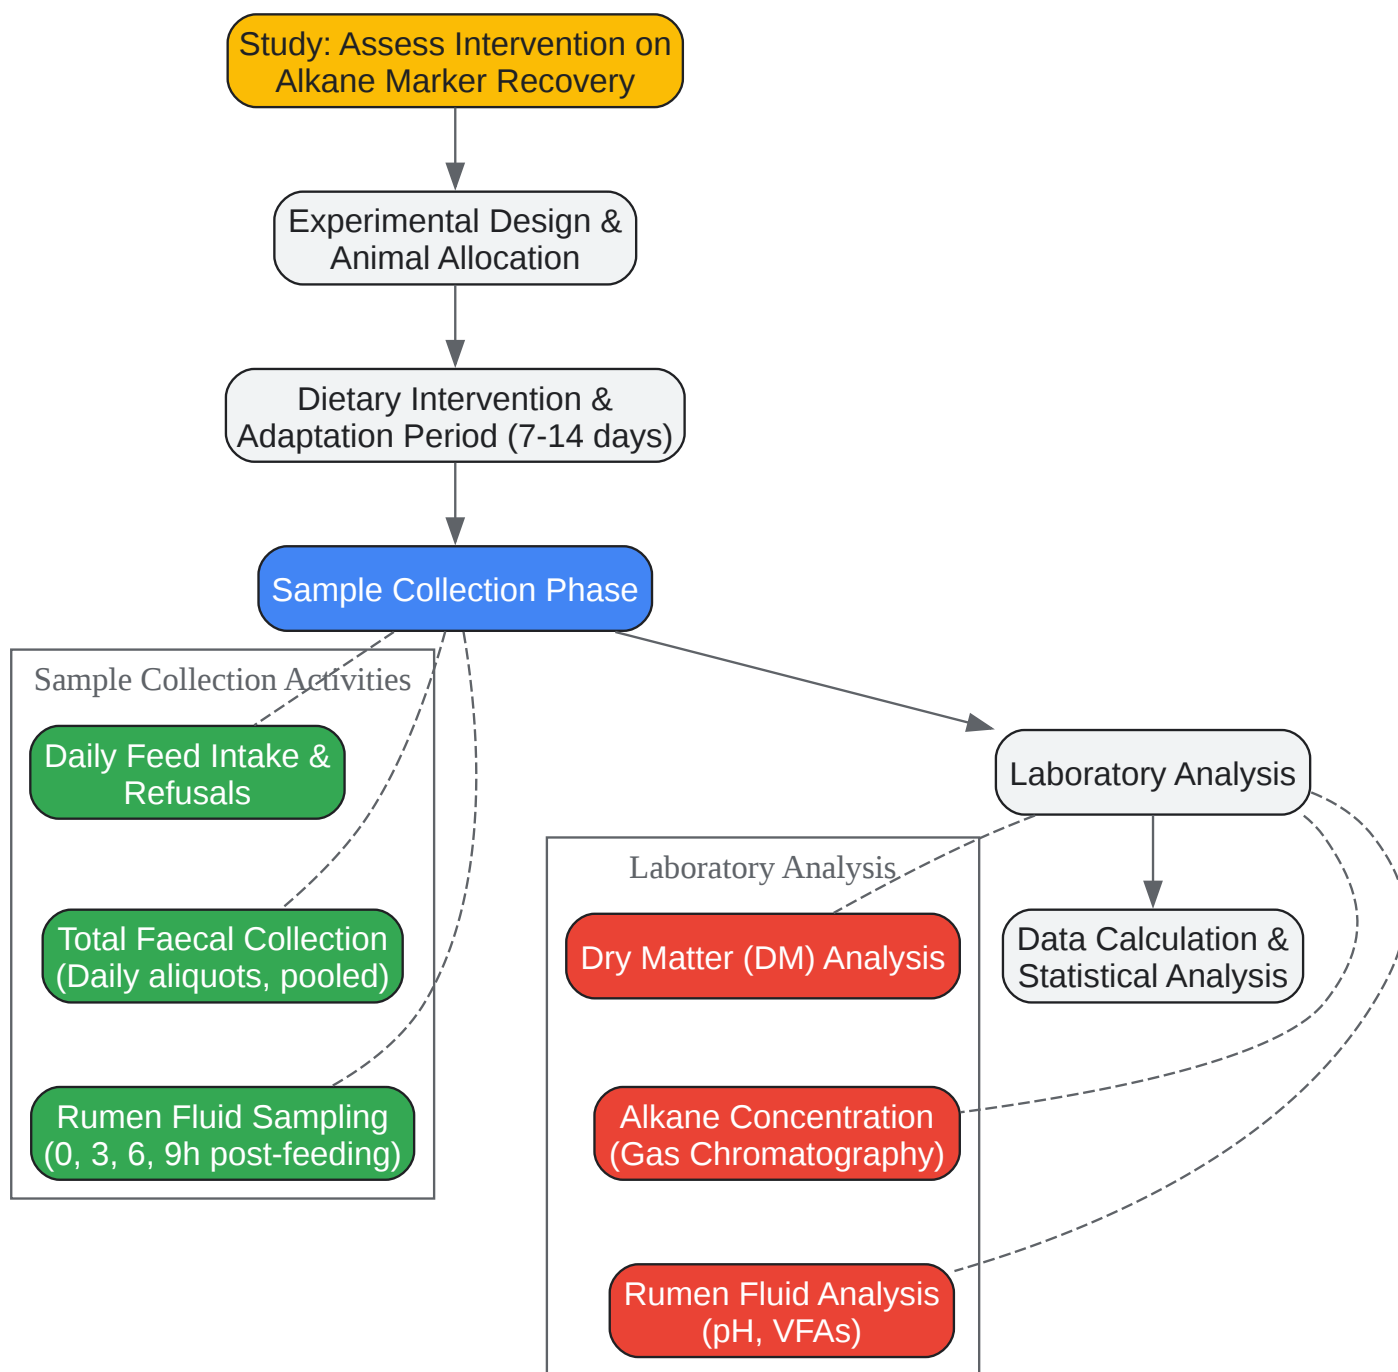 Study: Assess Intervention on
Alkane Marker Recovery
Experimental Design &
Animal Allocation
Dietary Intervention &
Adaptation Period (7-14 days)
Sample Collection Phase
Sample Collection Activities
Daily Feed Intake &
Refusals
Total Faecal Collection
(Daily aliquots, pooled)
Rumen Fluid Sampling
(0, 3, 6, 9h post-feeding)
Laboratory Analysis
Laboratory Analysis
Dry Matter (DM) Analysis
Alkane Concentration
(Gas Chromatography)
Rumen Fluid Analysis
(pH, VFAs)
Data Calculation &
Statistical Analysis